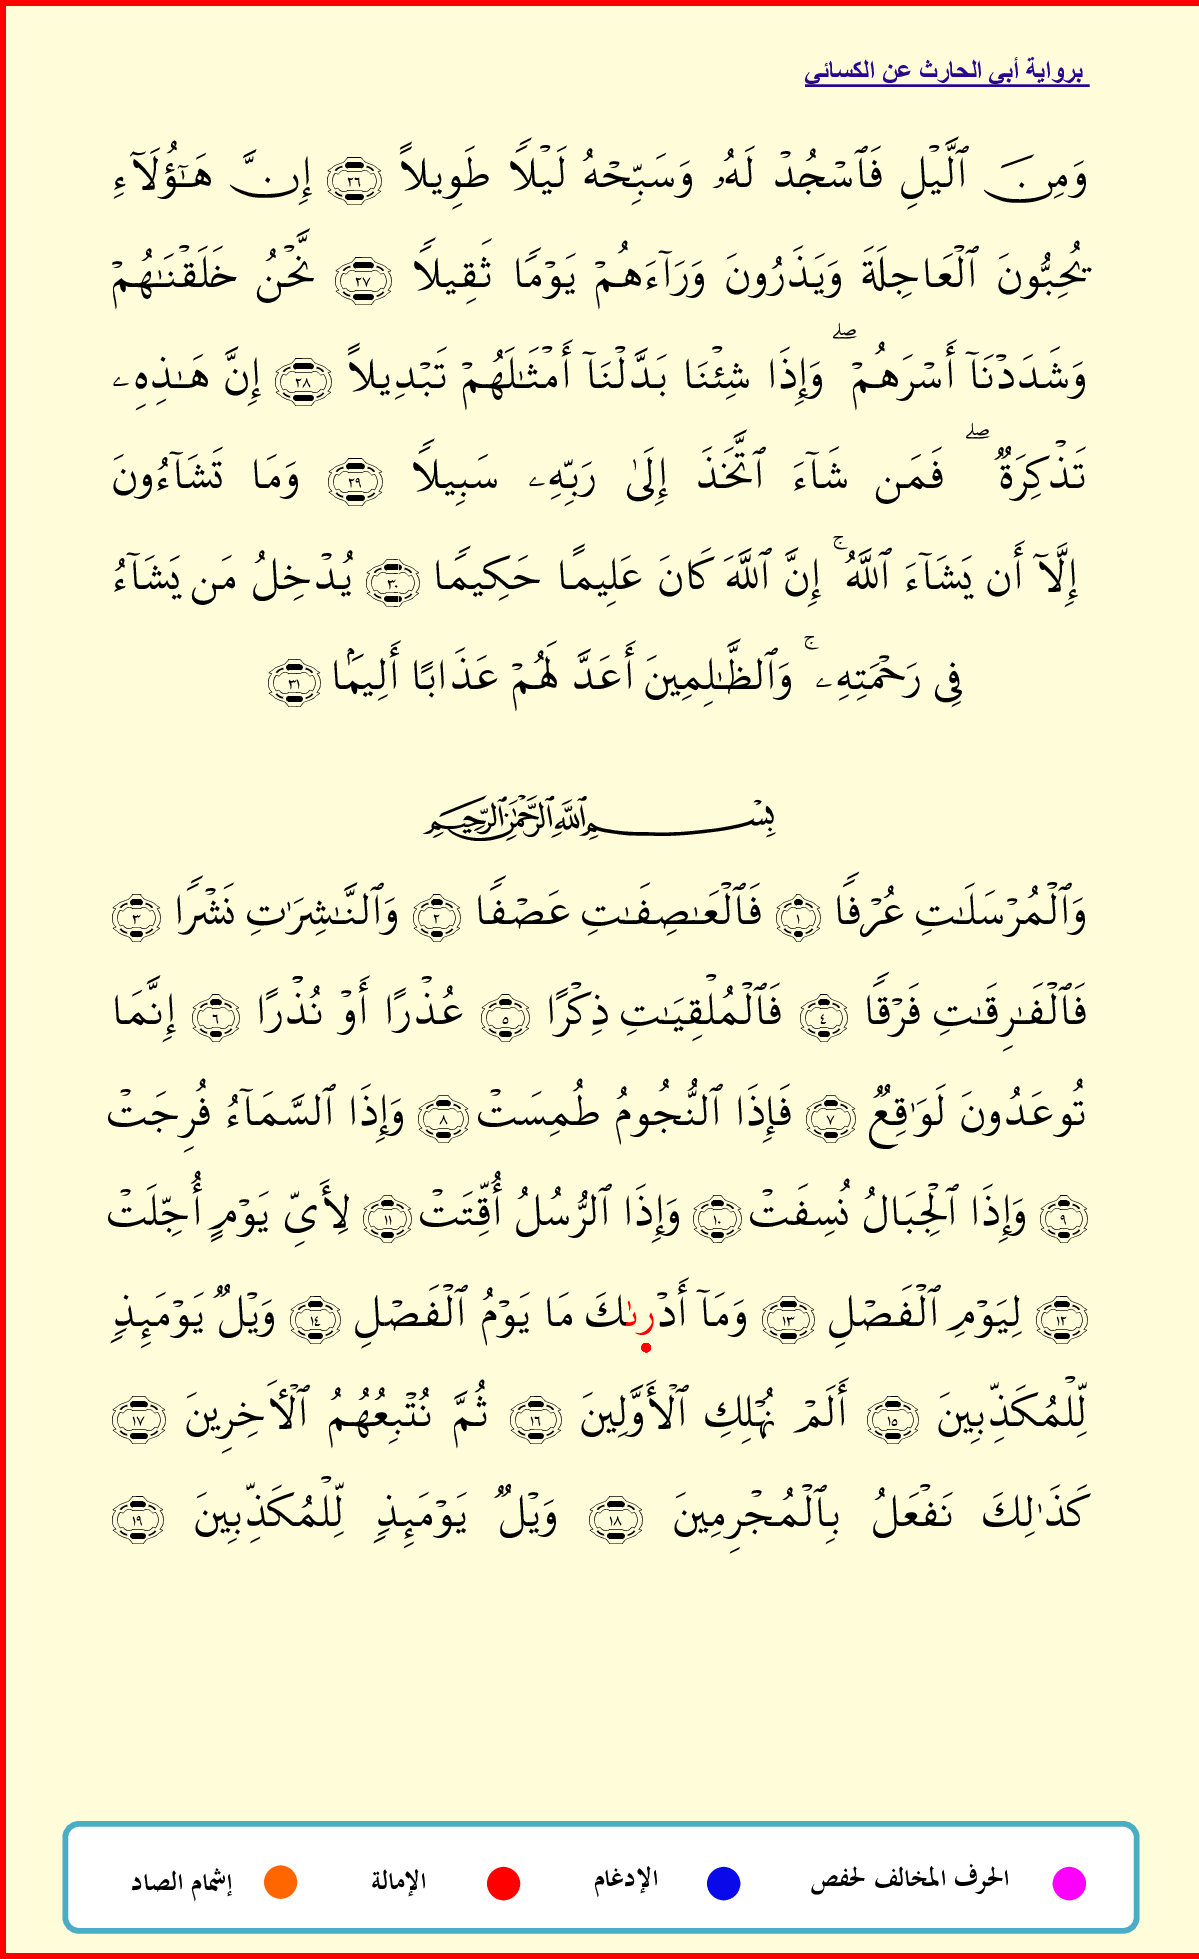 برواية أبي الحارث عن الكسائي
وَمِنَ ٱلَّيۡلِ فَٱسۡجُدۡ لَهُۥ وَسَبِّحۡهُ لَيۡلًا طَوِيلًا ٢٦ إِنَّ هَٰٓؤُلَآءِ
يُحِبُّونَ ٱلۡعَاجِلَةَ وَيَذَرُونَ وَرَآءَهُمۡ يَوۡمًا ثَقِيلًا ٢٧ نَّحۡنُ خَلَقۡنَٰهُمۡ
وَشَدَدۡنَآ أَسۡرَهُمۡۖ وَإِذَا شِئۡنَا بَدَّلۡنَآ أَمۡثَٰلَهُمۡ تَبۡدِيلًا ٢٨ إِنَّ هَٰذِهِۦ
تَذۡكِرَةٞۖ فَمَن شَآءَ ٱتَّخَذَ إِلَىٰ رَبِّهِۦ سَبِيلًا ٢٩ وَمَا تَشَآءُونَ
إِلَّآ أَن يَشَآءَ ٱللَّهُۚ إِنَّ ٱللَّهَ كَانَ عَلِيمًا حَكِيمًا ٣٠ يُدۡخِلُ مَن يَشَآءُ
فِي رَحۡمَتِهِۦۚ وَٱلظَّٰلِمِينَ أَعَدَّ لَهُمۡ عَذَابًا أَلِيمَۢا ٣١
بِسۡمِ ٱللَّهِ ٱلرَّحۡمَٰنِ ٱلرَّحِيمِ
وَٱلۡمُرۡسَلَٰتِ عُرۡفًا ١ فَٱلۡعَٰصِفَٰتِ عَصۡفًا ٢ وَٱلنَّٰشِرَٰتِ نَشۡرًا ٣
فَٱلۡفَٰرِقَٰتِ فَرۡقًا ٤ فَٱلۡمُلۡقِيَٰتِ ذِكۡرًا ٥ عُذۡرًا أَوۡ نُذۡرًا ٦ إِنَّمَا
تُوعَدُونَ لَوَٰقِعٞ ٧ فَإِذَا ٱلنُّجُومُ طُمِسَتۡ ٨ وَإِذَا ٱلسَّمَآءُ فُرِجَتۡ
٩ وَإِذَا ٱلۡجِبَالُ نُسِفَتۡ ١٠ وَإِذَا ٱلرُّسُلُ أُقِّتَتۡ ١١ لِأَيِّ يَوۡمٍ أُجِّلَتۡ
١٢ لِيَوۡمِ ٱلۡفَصۡلِ ١٣ وَمَآ أَدۡرىٰكَ مَا يَوۡمُ ٱلۡفَصۡلِ ١٤ وَيۡلٞ يَوۡمَئِذٖ
لِّلۡمُكَذِّبِينَ ١٥ أَلَمۡ نُهۡلِكِ ٱلۡأَوَّلِينَ ١٦ ثُمَّ نُتۡبِعُهُمُ ٱلۡأٓخِرِينَ ١٧
كَذَٰلِكَ نَفۡعَلُ بِٱلۡمُجۡرِمِينَ ١٨ وَيۡلٞ يَوۡمَئِذٖ لِّلۡمُكَذِّبِينَ ١٩
الحرف المخالف لحفص الإدغام الإمالة إشمام الصاد